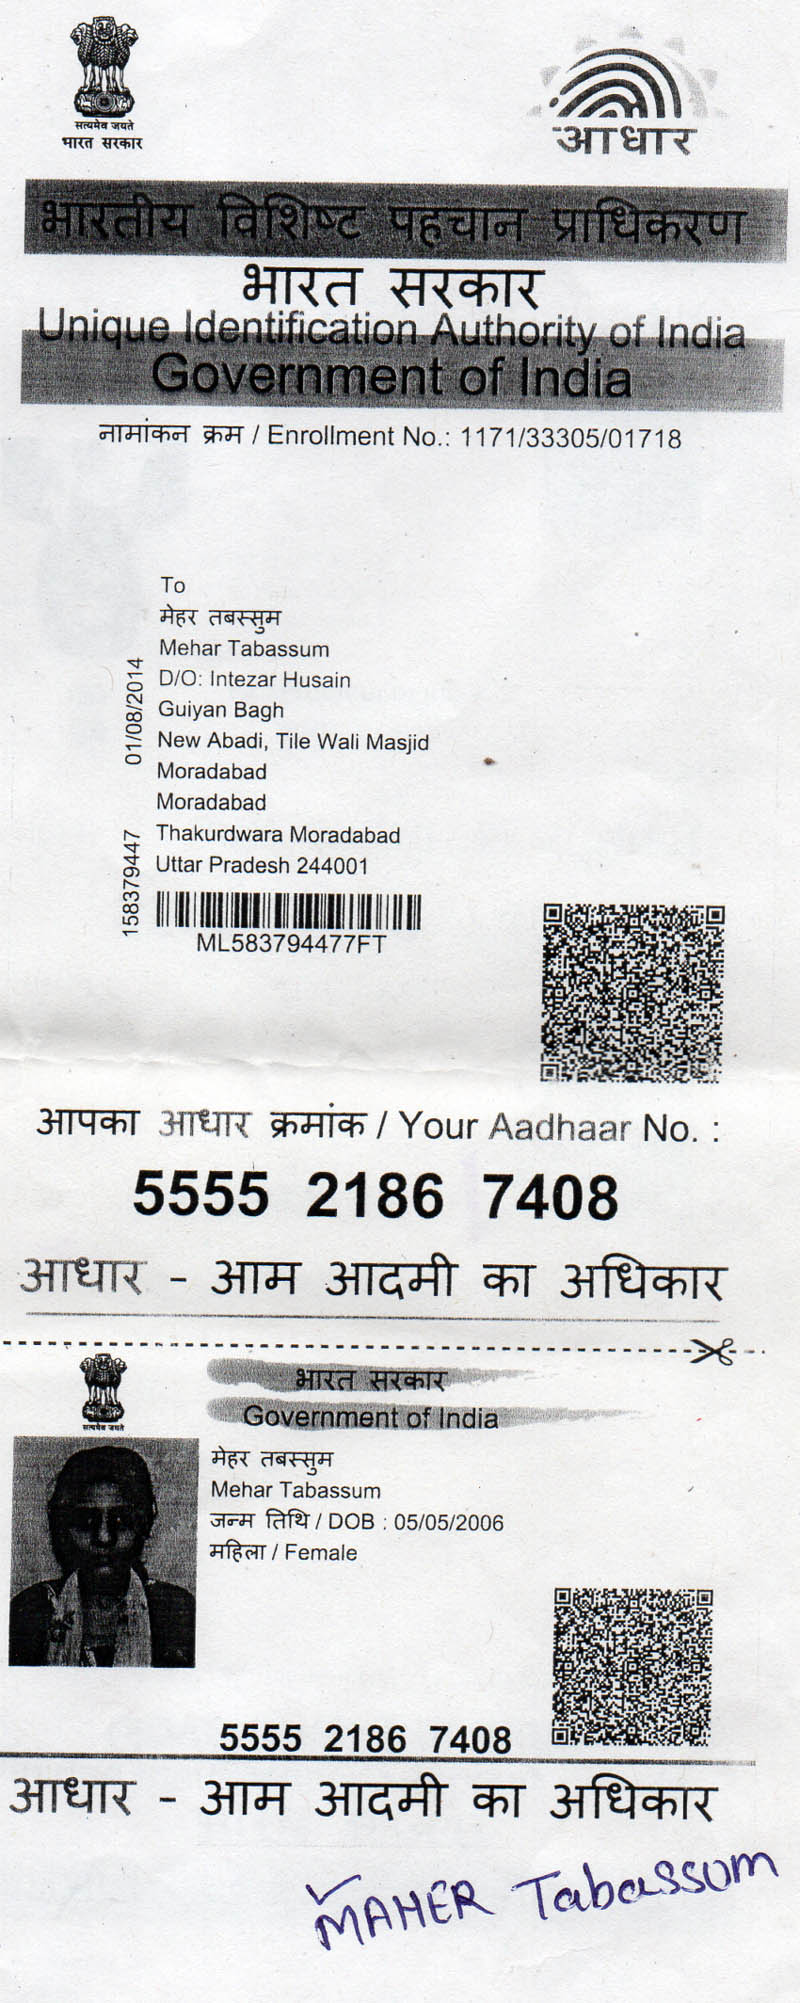 सत्यमेव जयते
भारत सरकार
आधार
भारतीय विशिष्ट पहचान प्राधिकरण
भारत सरकार
Unique Identification Authority of India
Government of India
नामांकन क्रम / Enrollment No.: 1171/33305/01718
To
मेहर तबस्सुम
Mehar Tabassum
D/O: Intezar Husain
Guiyan Bagh
New Abadi, Tile Wali Masjid
Moradabad
Moradabad
Thakurdwara Moradabad
Uttar Pradesh 244001
01/08/2014
158379447
ML583794477FT
आपका आधार क्रमांक / Your Aadhaar No. :
5555 2186 7408
आधार - आम आदमी का अधिकार
सत्यमेव जयते
भारत सरकार
Government of India
मेहर तबस्सुम
Mehar Tabassum
जन्म तिथि / DOB : 05/05/2006
महिला / Female
5555 2186 7408
आधार - आम आदमी का अधिकार
MAHER Tabassum